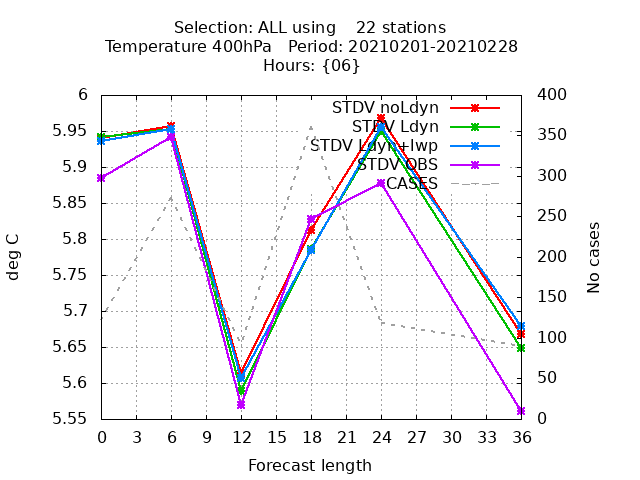 Selection: ALL using    22 stations
Temperature 400hPa   Period: 20210201-20210228
Hours: {06}
STDV noLdyn
STDV Ldyn
STDV Ldyn+lwp
STDV OBS
CASES
6
5.95
5.9
5.85
5.8
5.75
5.7
5.65
5.6
5.55
400
350
300
250
200
150
100
50
0
deg C
No cases
0 3 6 9 12 15 18 21 24 27 30 33 36
Forecast length